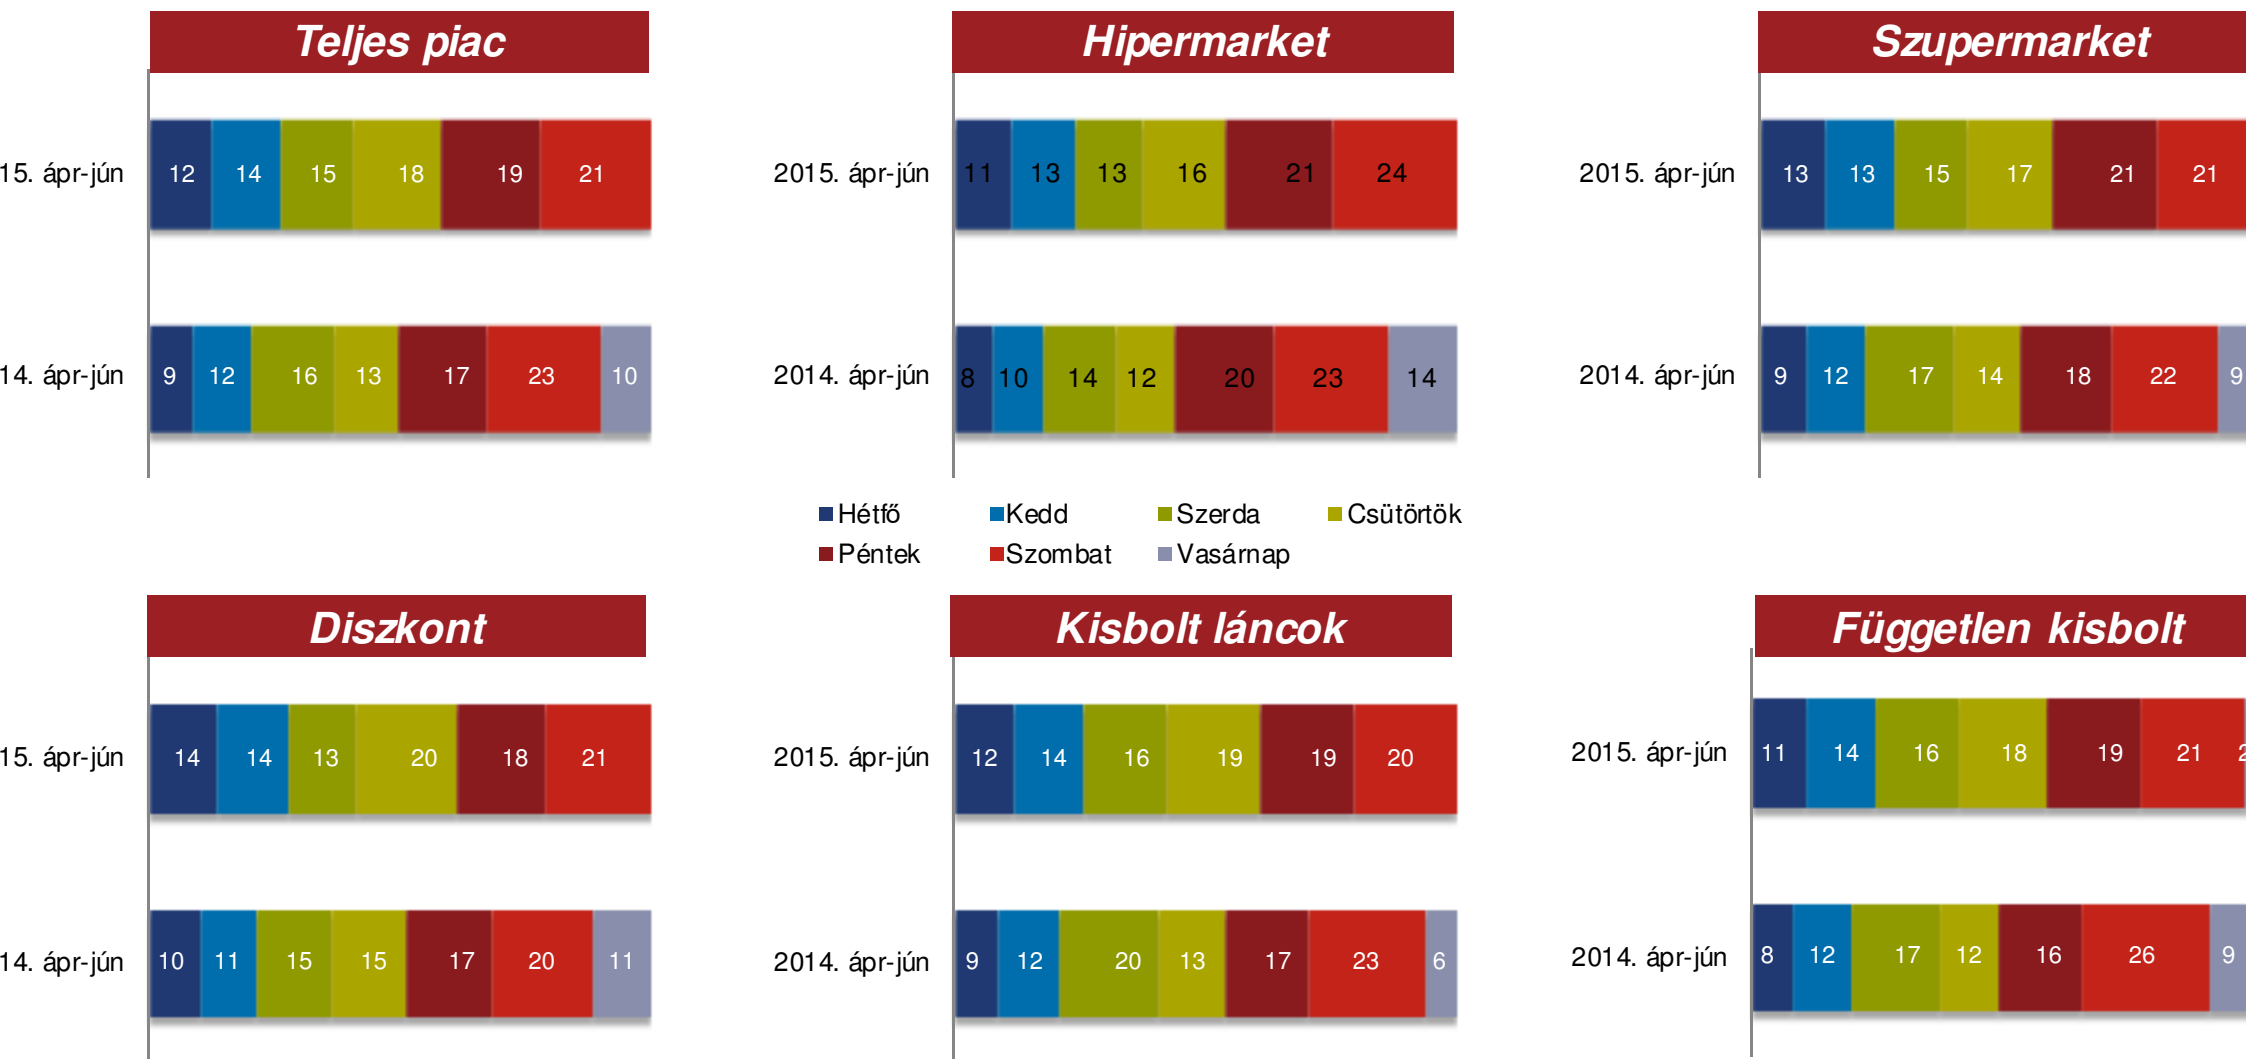 Teljes piac
Hipermarket
Szupermarket
15. ápr-jún 12 14 15 18 19 21
2015. ápr-jún 11 13 13 16 21 24
2015. ápr-jún 13 13 15 17 21 21
14. ápr-jún 9 12 16 13 17 23 10
2014. ápr-jún 8 10 14 12 20 23 14
2014. ápr-jún 9 12 17 14 18 22 9
Hétfő Kedd Szerda Csütörtök
Péntek Szombat Vasárnap
Diszkont
Kisbolt láncok
Független kisbolt
15. ápr-jún 14 14 13 20 18 21
2015. ápr-jún 12 14 16 19 19 20
2015. ápr-jún 11 14 16 18 19 21 2
14. ápr-jún 10 11 15 15 17 20 11
2014. ápr-jún 9 12 20 13 17 23 6
2014. ápr-jún 8 12 17 12 16 26 9